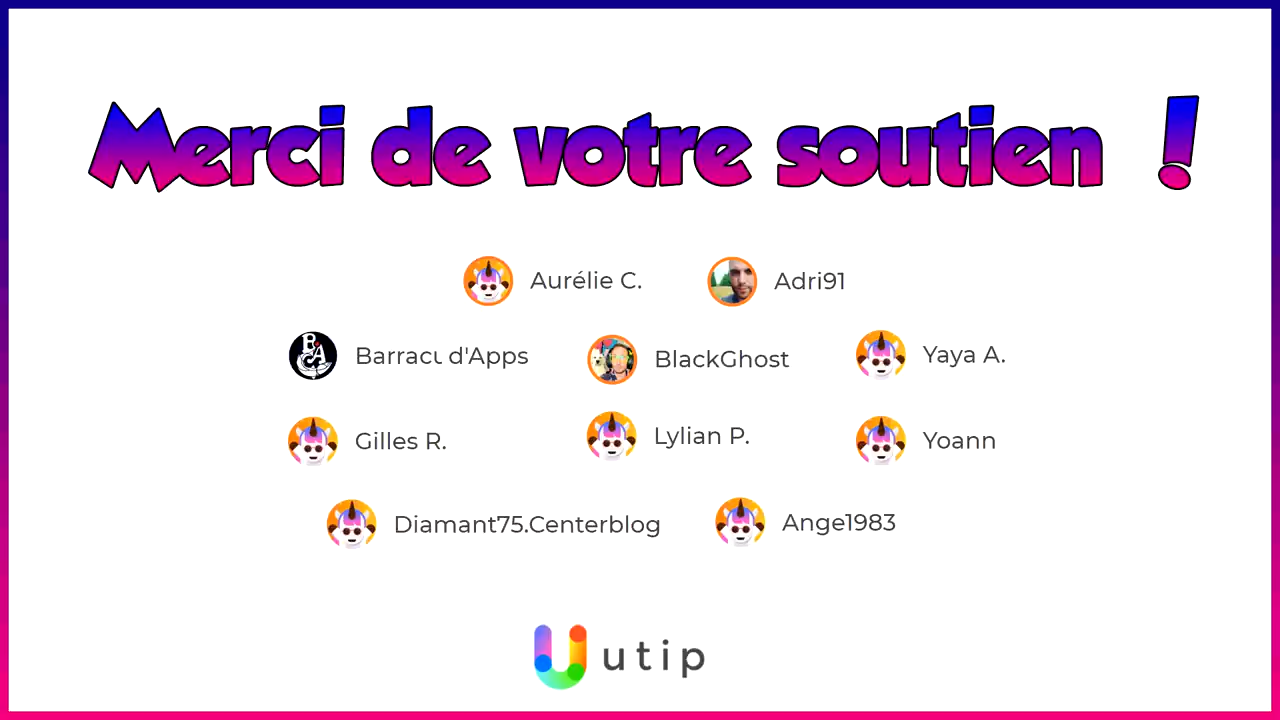 Merci de votre soutien !
Aurélie C. Adri91
d'Apps BlackGhost Yaya A.
Gilles R. Lylian P. Yoann
Diamant75.Centerblog Ange1983
utip